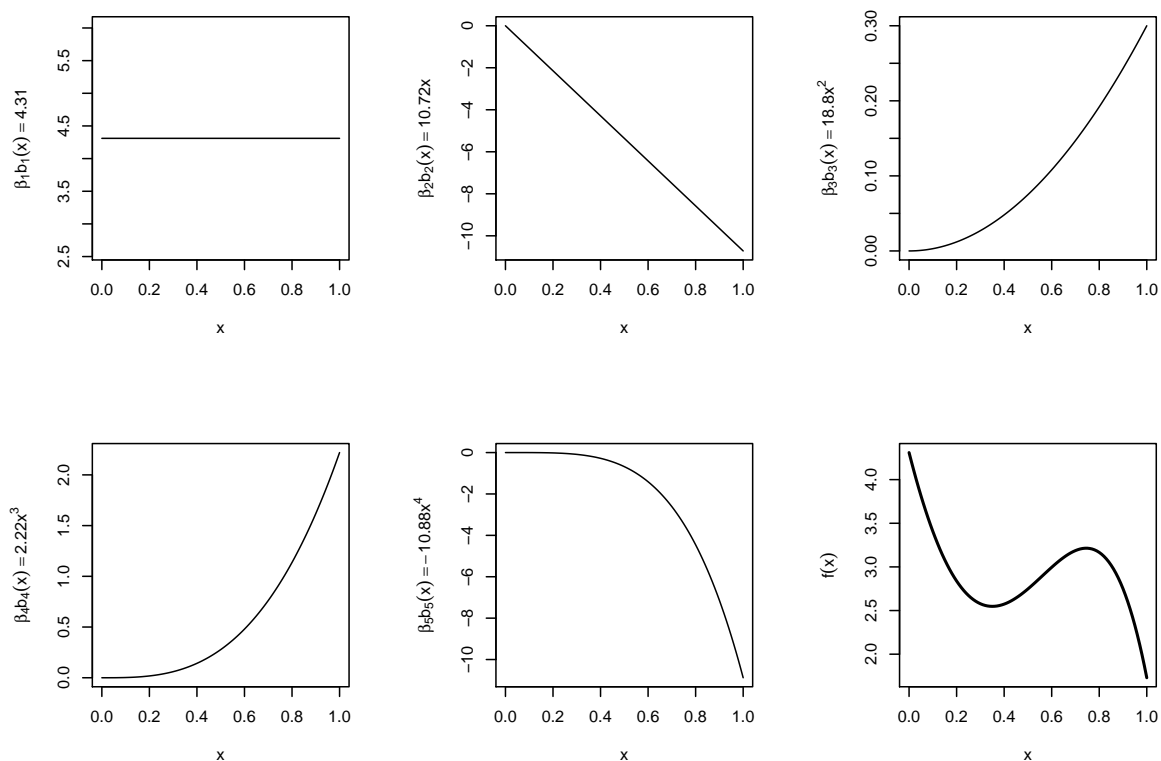 β₁b₁(x) = 4.31
2.5 3.5 4.5 5.5
0.0 0.2 0.4 0.6 0.8 1.0
x
β₂b₂(x) = 10.72x
−10 −8 −6 −4 −2 0
0.0 0.2 0.4 0.6 0.8 1.0
x
β₃b₃(x) = 18.8x²
0.00 0.10 0.20 0.30
0.0 0.2 0.4 0.6 0.8 1.0
x
β₄b₄(x) = 2.22x³
0.0 0.5 1.0 1.5 2.0
0.0 0.2 0.4 0.6 0.8 1.0
x
β₅b₅(x) = −10.88x⁴
−10 −8 −6 −4 −2 0
0.0 0.2 0.4 0.6 0.8 1.0
x
f(x)
2.0 2.5 3.0 3.5 4.0
0.0 0.2 0.4 0.6 0.8 1.0
x